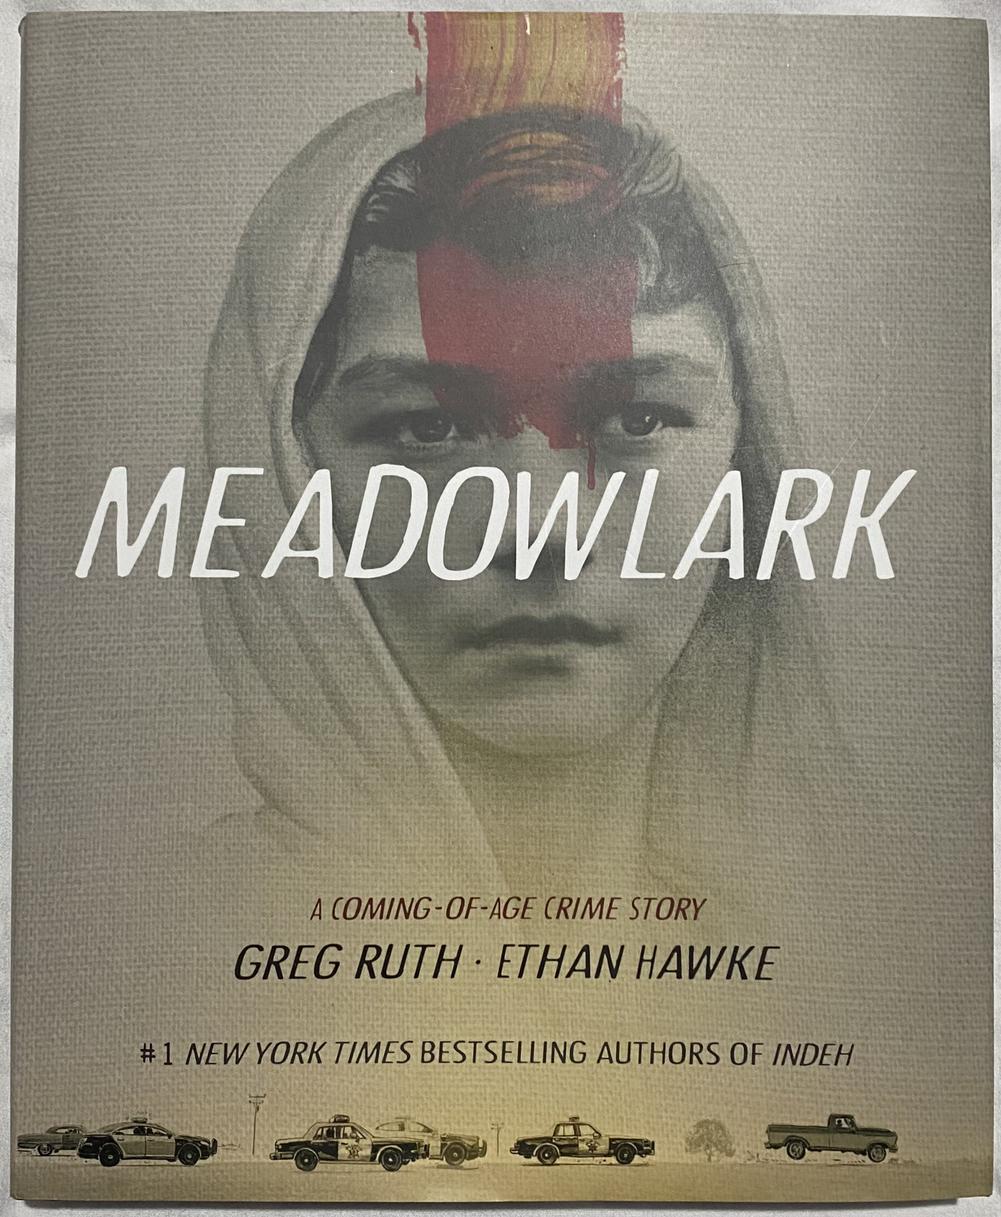 MEADOWLARK
A COMING-OF-AGE CRIME STORY
GREG RUTH · ETHAN HAWKE
#1 NEW YORK TIMES BESTSELLING AUTHORS OF INDEH